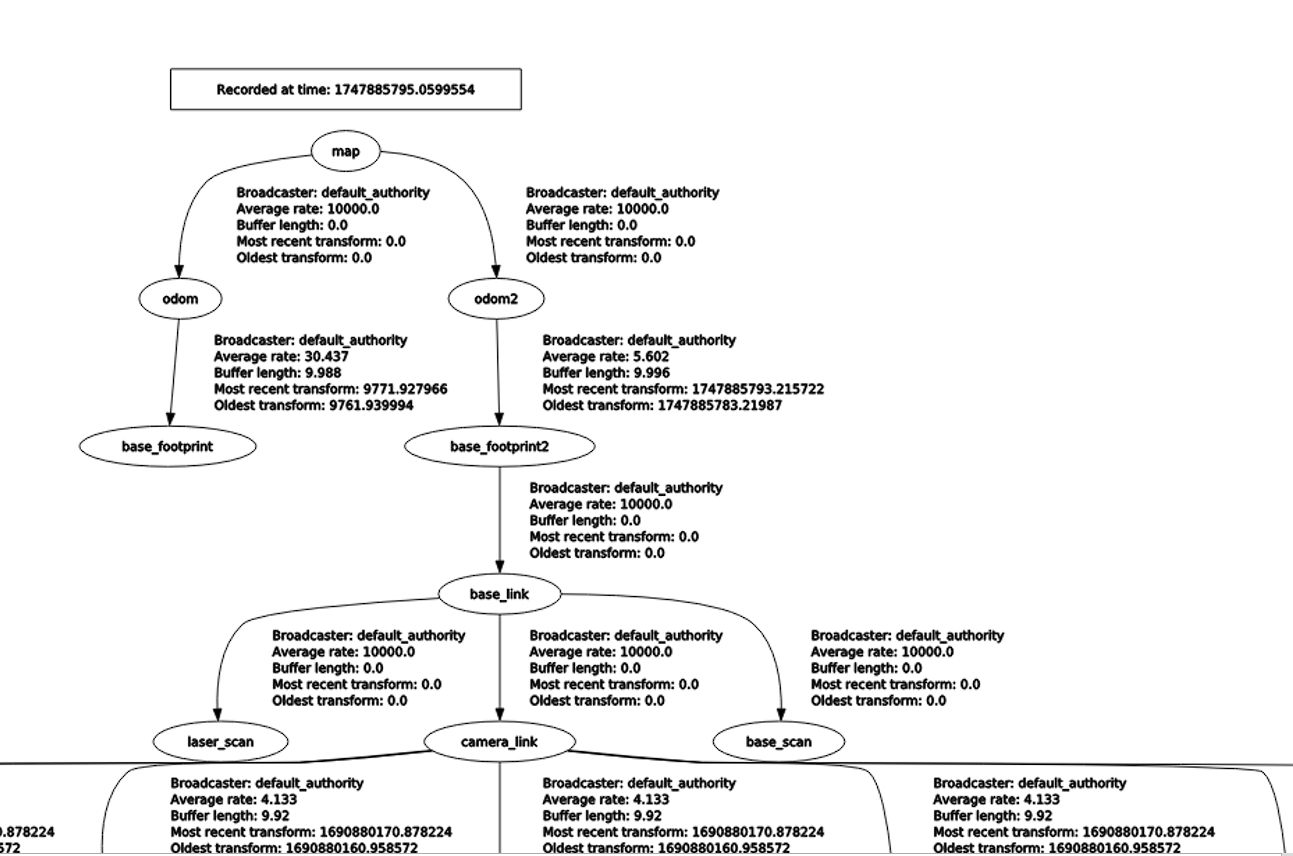 Recorded at time: 1747885795.0599554
map
Broadcaster: default_authority
Average rate: 10000.0
Buffer length: 0.0
Most recent transform: 0.0
Oldest transform: 0.0
Broadcaster: default_authority
Average rate: 10000.0
Buffer length: 0.0
Most recent transform: 0.0
Oldest transform: 0.0
odom
odom2
Broadcaster: default_authority
Average rate: 30.437
Buffer length: 9.988
Most recent transform: 9771.927966
Oldest transform: 9761.939994
Broadcaster: default_authority
Average rate: 5.602
Buffer length: 9.996
Most recent transform: 1747885793.215722
Oldest transform: 1747885783.21987
base_footprint
base_footprint2
Broadcaster: default_authority
Average rate: 10000.0
Buffer length: 0.0
Most recent transform: 0.0
Oldest transform: 0.0
base_link
Broadcaster: default_authority
Average rate: 10000.0
Buffer length: 0.0
Most recent transform: 0.0
Oldest transform: 0.0
Broadcaster: default_authority
Average rate: 10000.0
Buffer length: 0.0
Most recent transform: 0.0
Oldest transform: 0.0
Broadcaster: default_authority
Average rate: 10000.0
Buffer length: 0.0
Most recent transform: 0.0
Oldest transform: 0.0
laser_scan
camera_link
base_scan
.878224
572
Broadcaster: default_authority
Average rate: 4.133
Buffer length: 9.92
Most recent transform: 1690880170.878224
Oldest transform: 1690880160.958572
Broadcaster: default_authority
Average rate: 4.133
Buffer length: 9.92
Most recent transform: 1690880170.878224
Oldest transform: 1690880160.958572
Broadcaster: default_authority
Average rate: 4.133
Buffer length: 9.92
Most recent transform: 1690880170.878224
Oldest transform: 1690880160.958572